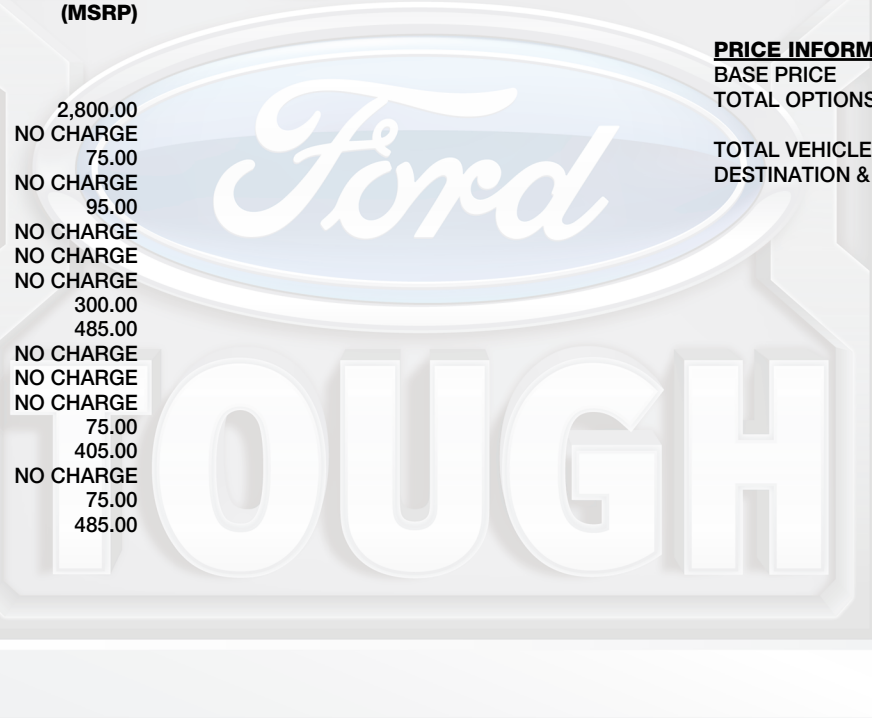 (MSRP)
2,800.00
NO CHARGE
75.00
NO CHARGE
95.00
NO CHARGE
NO CHARGE
NO CHARGE
300.00
485.00
NO CHARGE
NO CHARGE
NO CHARGE
75.00
405.00
NO CHARGE
75.00
485.00
PRICE INFORM
BASE PRICE
TOTAL OPTIONS
TOTAL VEHICLE
DESTINATION &
Ford
TOUGH